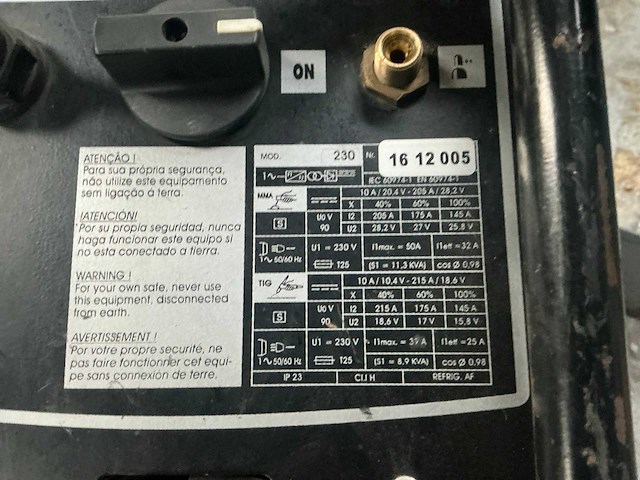 ON
ATENÇÃO !
Para sua própria segurança,
não utilize este equipamento
sem ligação à terra.
¡ATENCIÓN!
Por su propia seguridad, nunca
haga funcionar este equipo si
no esta conectado a tierra.
WARNING !
For your own safe, never use
this equipment, disconnected
from earth.
AVERTISSEMENT !
Por votre propre securité, ne
pas faire fonctionner cet equi-
pe sans connexion de terre.
MOD. 230 Nr. 16 12 005
1 IEC 60974-1 EN 60974-1
MMA 10 A / 20,4 V - 205 A / 28,2 V
X 40% 60% 100%
S U0 V I2 205 A 175 A 145 A
90 U2 28,2 V 27 V 25,8 V
U1 = 230 V I1max. = 50A I1eff = 32 A
1~ 50/60 Hz T25 (S1 = 11,3 KVA) cos Ø 0,98
TIG 10 A / 10,4 V - 215 A / 18,6 V
X 40% 60% 100%
S U0 V I2 215 A 175 A 145 A
90 U2 18,6 V 17 V 15,8 V
U1 = 230 V I1max. = 39 A I1eff = 25 A
1~ 50/60 Hz T25 (S1 = 8,9 KVA) cos Ø 0,98
IP 23 Cl.I H REFRIG. AF